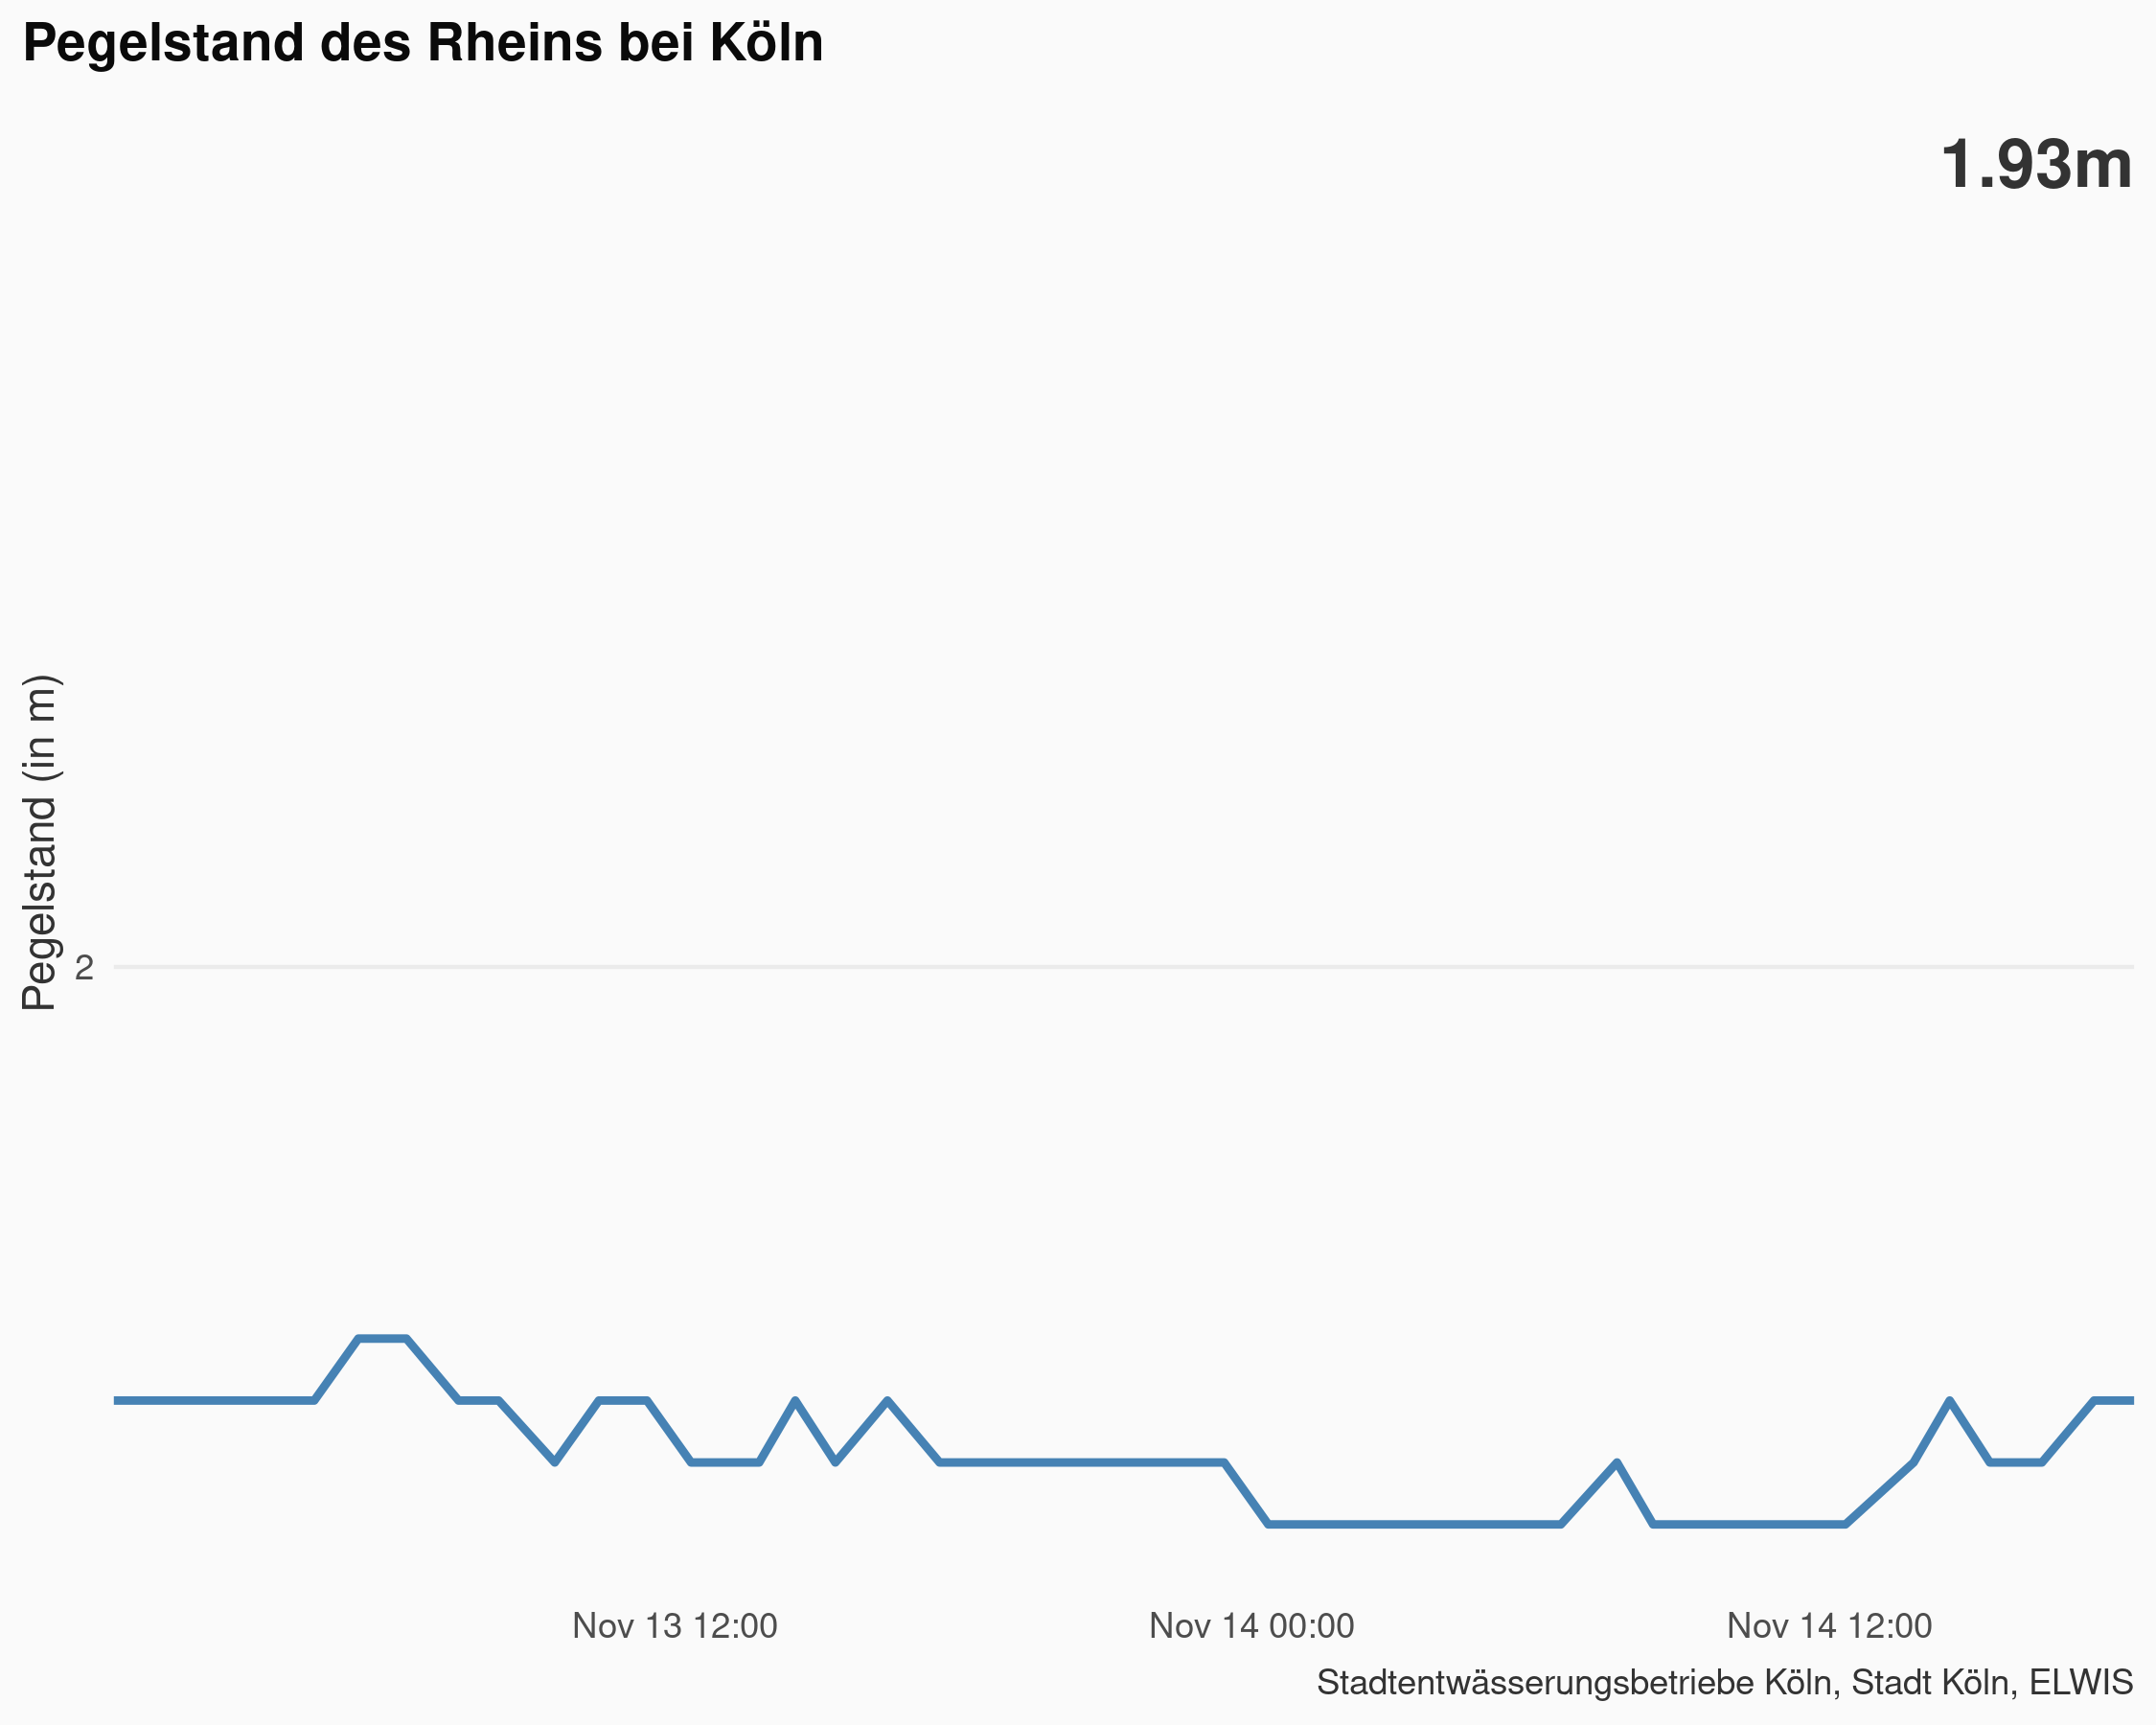 Pegelstand des Rheins bei Köln
1.93m
Pegelstand (in m)
2
Nov 13 12:00
Nov 14 00:00
Nov 14 12:00
Stadtentwässerungsbetriebe Köln, Stadt Köln, ELWIS